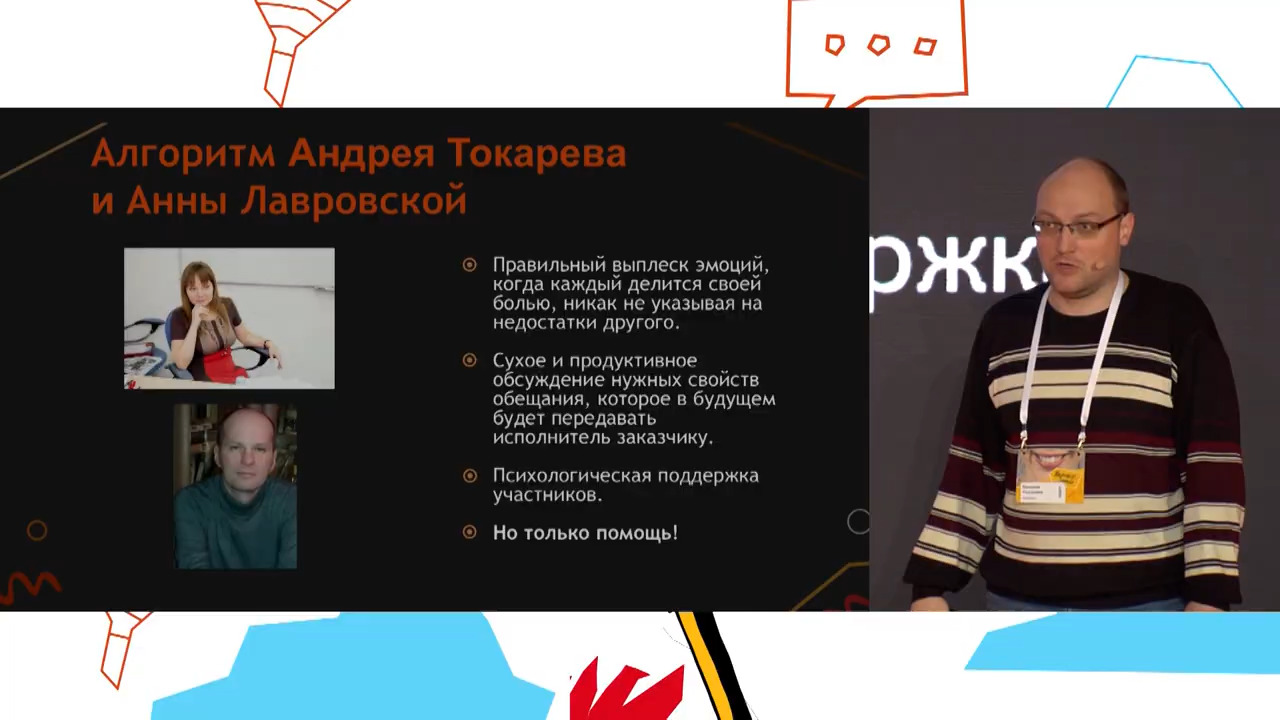 Алгоритм Андрея Токарева
и Анны Лавровской
Правильный выплеск эмоций,
когда каждый делится своей
болью, никак не указывая на
недостатки другого.
Сухое и продуктивное
обсуждение нужных свойств
обещания, которое в будущем
будет передавать
исполнитель заказчику.
Психологическая поддержка
участников.
Но только помощь!
ржк